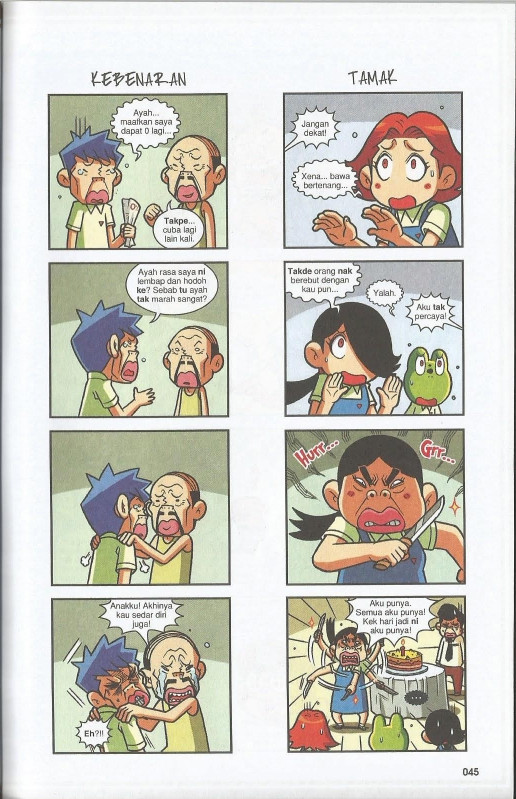 KEBENARAN
Ayah...
maafkan saya
dapat 0 lagi...
Takpe...
cuba lagi
lain kali.
Ayah rasa saya ni
lembap dan hodoh
ke? Sebab tu ayah
tak marah sangat?
Anakku! Akhinya
kau sedar diri
juga!
Eh?!!
TAMAK
Jangan
dekat!
Xena... bawa
bertenang...
Takde orang nak
berebut dengan
kau pun...
Yalah.
Aku tak
percaya!
Hurr...
Grr...
Aku punya.
Semua aku punya!
Kek hari jadi ni
aku punya!
...
045